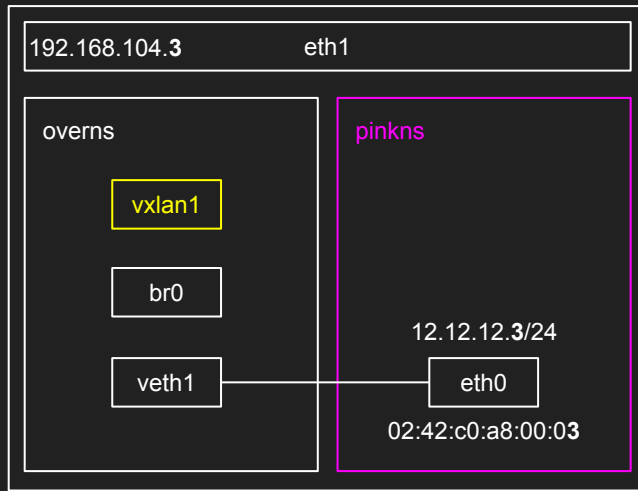 192.168.104.3 eth1
overns
pinkns
vxlan1
br0
12.12.12.3/24
veth1
eth0
02:42:c0:a8:00:03